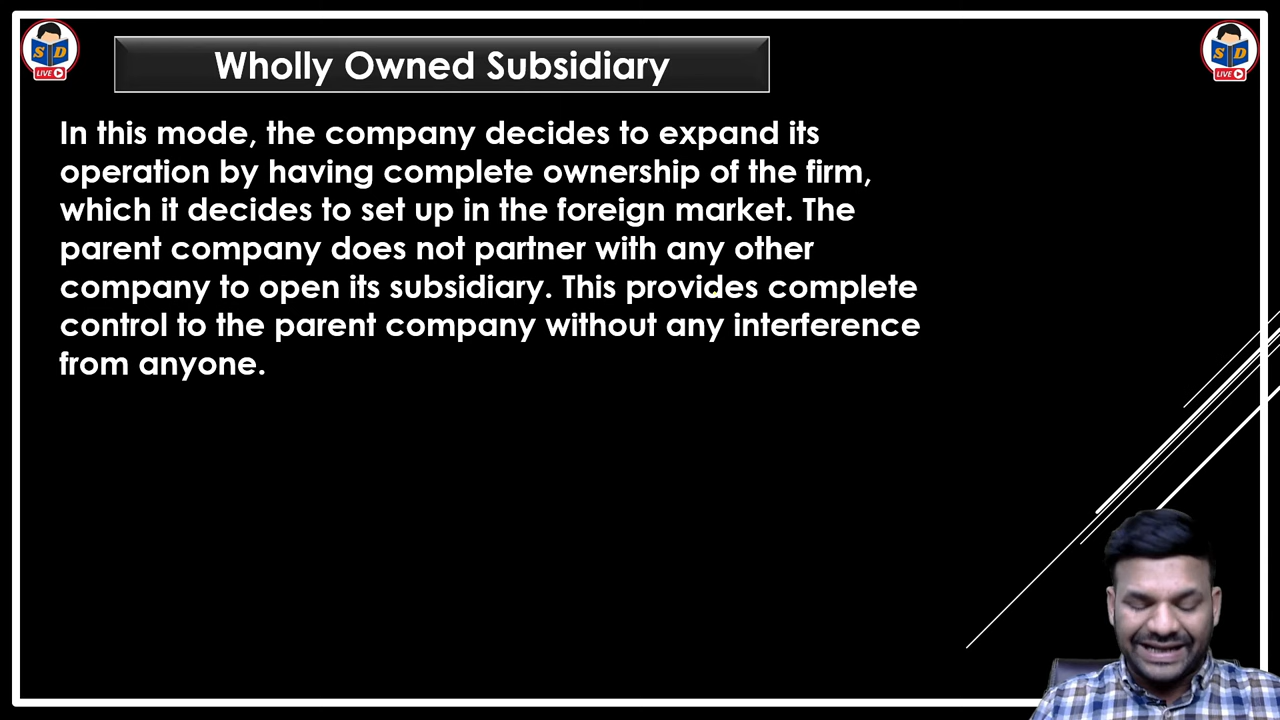 S D
LIVE
Wholly Owned Subsidiary
S D
LIVE
In this mode, the company decides to expand its
operation by having complete ownership of the firm,
which it decides to set up in the foreign market. The
parent company does not partner with any other
company to open its subsidiary. This provides complete
control to the parent company without any interference
from anyone.